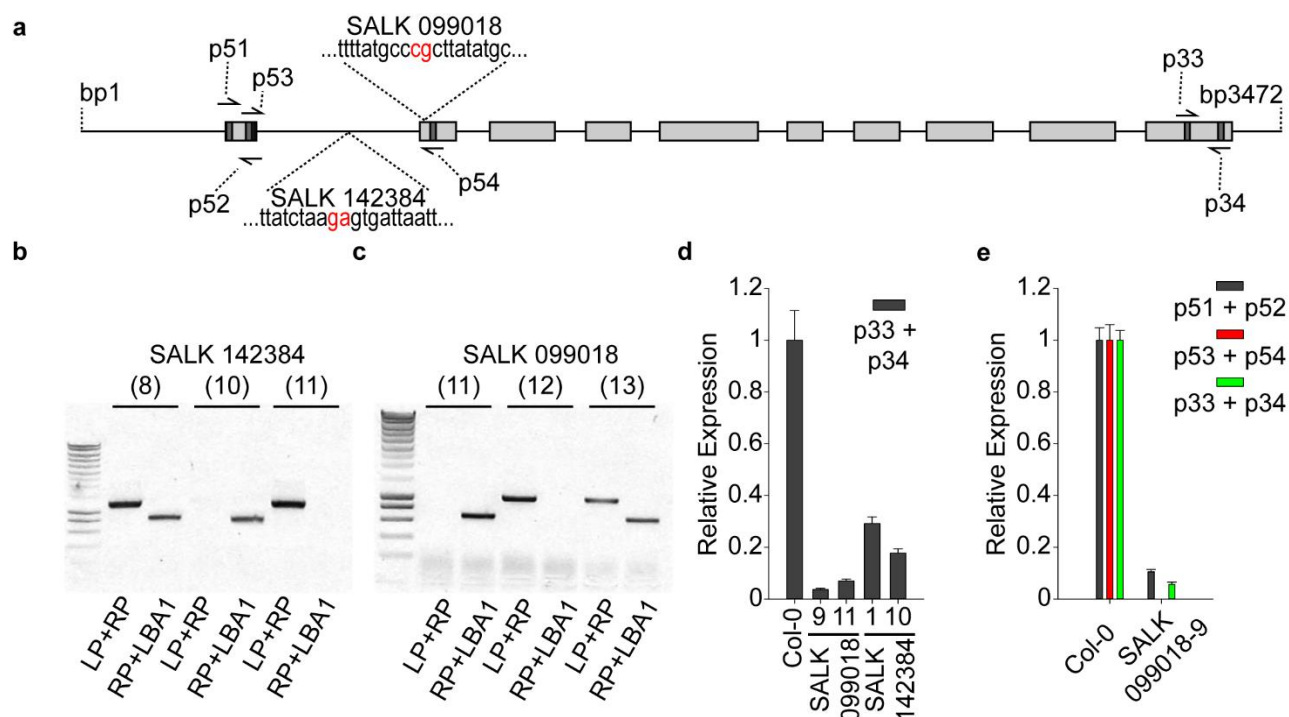 a
SALK 099018
...ttttatgcccgcttatatgc...
p51
p53
bp1
p33
bp3472
p52
p54
p34
SALK 142384
...ttatctaagagtgattaatt...
b
SALK 142384
(8) (10) (11)
LP+RP
RP+LBA1
LP+RP
RP+LBA1
LP+RP
RP+LBA1
c
SALK 099018
(11) (12) (13)
LP+RP
RP+LBA1
LP+RP
RP+LBA1
LP+RP
RP+LBA1
d
Relative Expression
1.2
1
0.8
0.6
0.4
0.2
0
p33 +
p34
Col-0
9 11 1 10
SALK
099018
SALK
142384
e
Relative Expression
1.2
1
0.8
0.6
0.4
0.2
0
p51 + p52
p53 + p54
p33 + p34
Col-0
SALK
099018-9